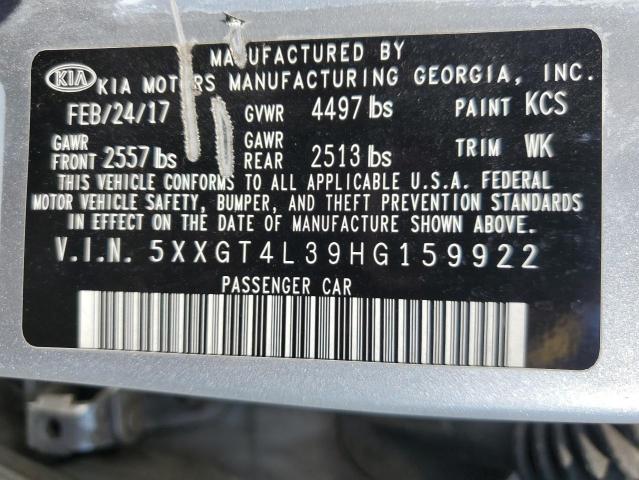 MANUFACTURED BY
KIA KIA MOTORS MANUFACTURING GEORGIA, INC.
FEB/24/17 GVWR 4497 lbs PAINT KCS
GAWR FRONT 2557 lbs GAWR REAR 2513 lbs TRIM WK
THIS VEHICLE CONFORMS TO ALL APPLICABLE U.S.A. FEDERAL
MOTOR VEHICLE SAFETY, BUMPER, AND THEFT PREVENTION STANDARDS
IN EFFECT ON THE DATE OF MANUFACTURE SHOWN ABOVE.
V.I.N. 5XXGT4L39HG159922
PASSENGER CAR